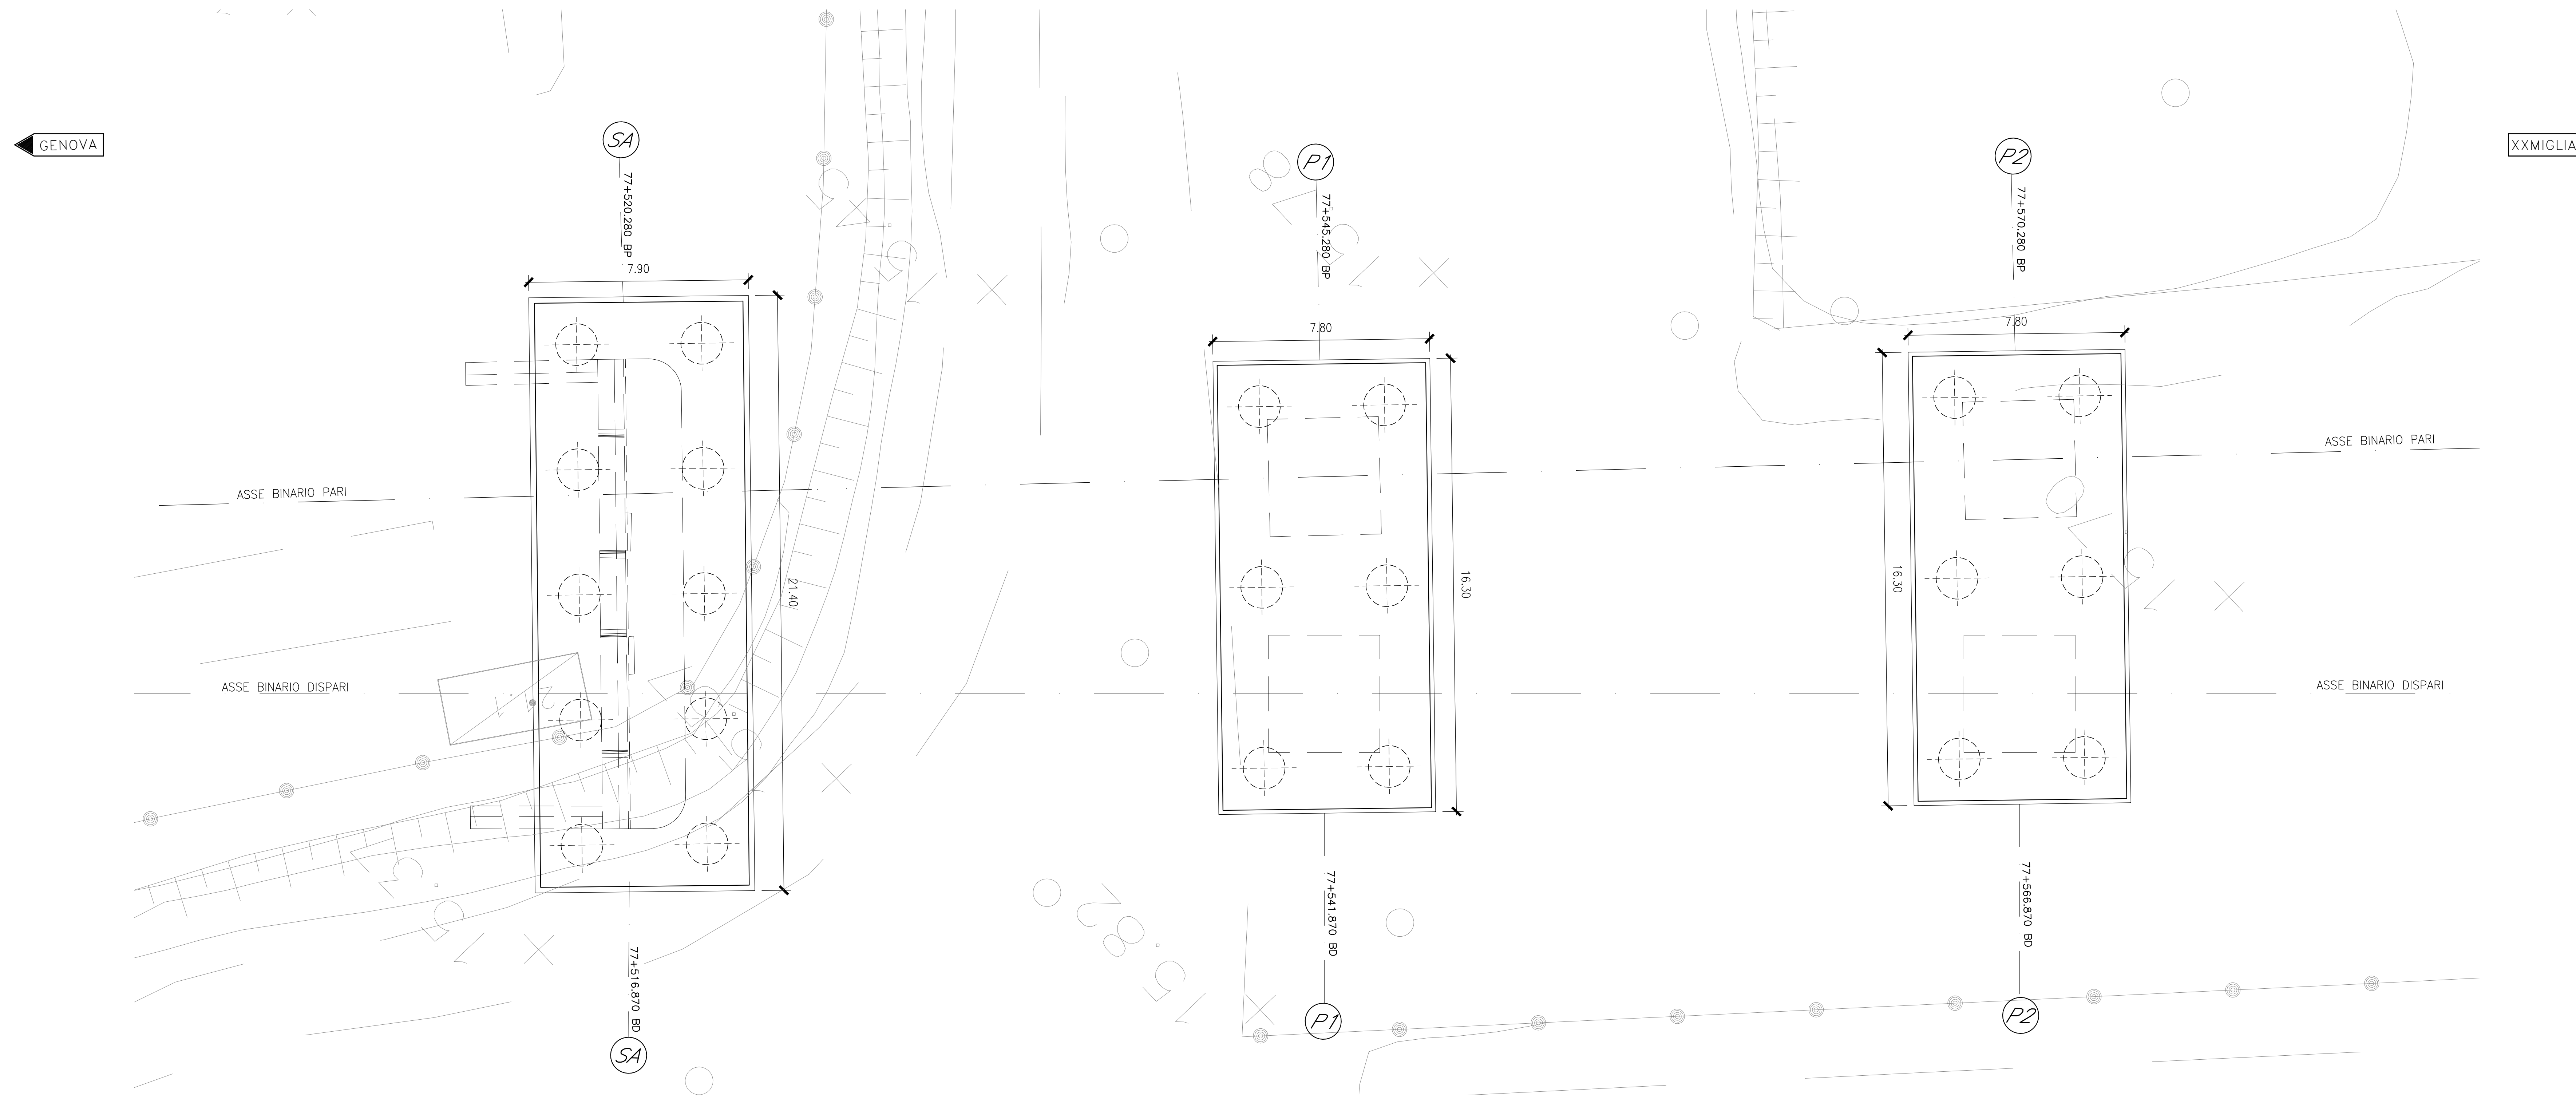 GENOVA
XXMIGLIA
SA
77+520.280 BP
7.90
P1
77+545.280 BP
7.80
P2
77+570.280 BP
7.80
ASSE BINARIO PARI
ASSE BINARIO PARI
21.40
16.30
16.30
ASSE BINARIO DISPARI
ASSE BINARIO DISPARI
77+516.870 BD
SA
77+541.870 BD
P1
77+566.870 BD
P2